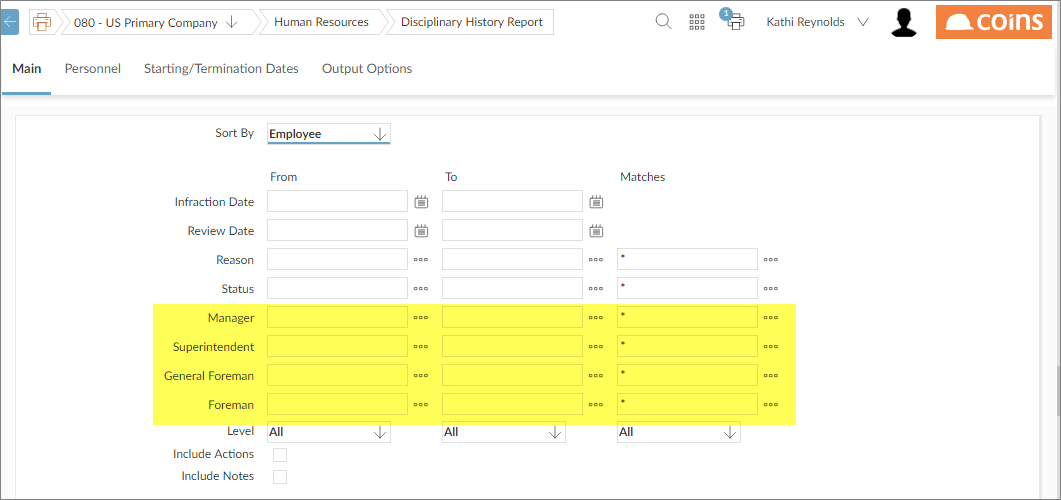 080 - US Primary Company Human Resources Disciplinary History Report 1 Kathi Reynolds coins
Main Personnel Starting/Termination Dates Output Options
Sort By Employee
From To Matches
Infraction Date
Review Date
Reason *
Status *
Manager *
Superintendent *
General Foreman *
Foreman *
Level All All All
Include Actions
Include Notes